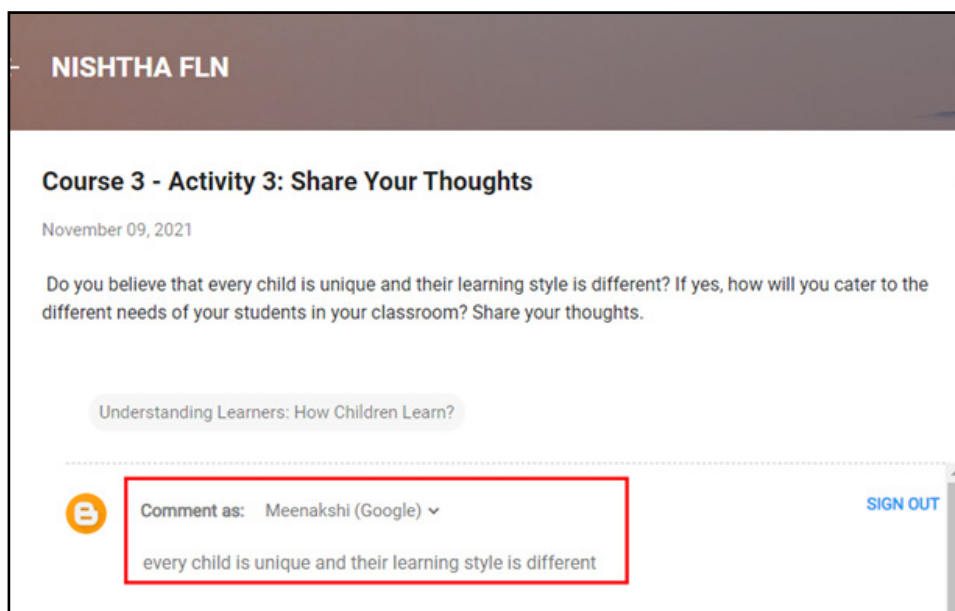 NISHTHA FLN
Course 3 - Activity 3: Share Your Thoughts
November 09, 2021
Do you believe that every child is unique and their learning style is different? If yes, how will you cater to the
different needs of your students in your classroom? Share your thoughts.
Understanding Learners: How Children Learn?
Comment as: Meenakshi (Google)
SIGN OUT
every child is unique and their learning style is different